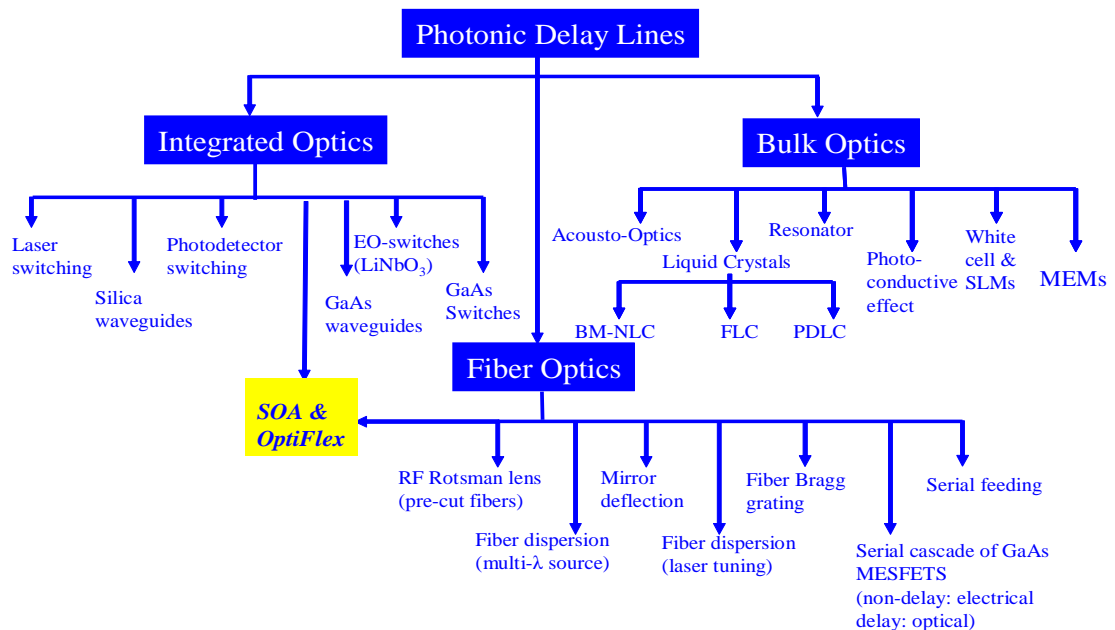 Photonic Delay Lines
Integrated Optics
Bulk Optics
Laser
switching
Silica
waveguides
Photodetector
switching
GaAs
waveguides
EO-switches
(LiNbO₃)
GaAs
Switches
Acousto-Optics
Liquid Crystals
Resonator
Photo-
conductive
effect
White
cell &
SLMs
MEMs
BM-NLC
FLC
PDLC
Fiber Optics
SOA &
OptiFlex
RF Rotsman lens
(pre-cut fibers)
Fiber dispersion
(multi-λ source)
Mirror
deflection
Fiber dispersion
(laser tuning)
Fiber Bragg
grating
Serial cascade of GaAs
MESFETS
(non-delay: electrical
delay: optical)
Serial feeding